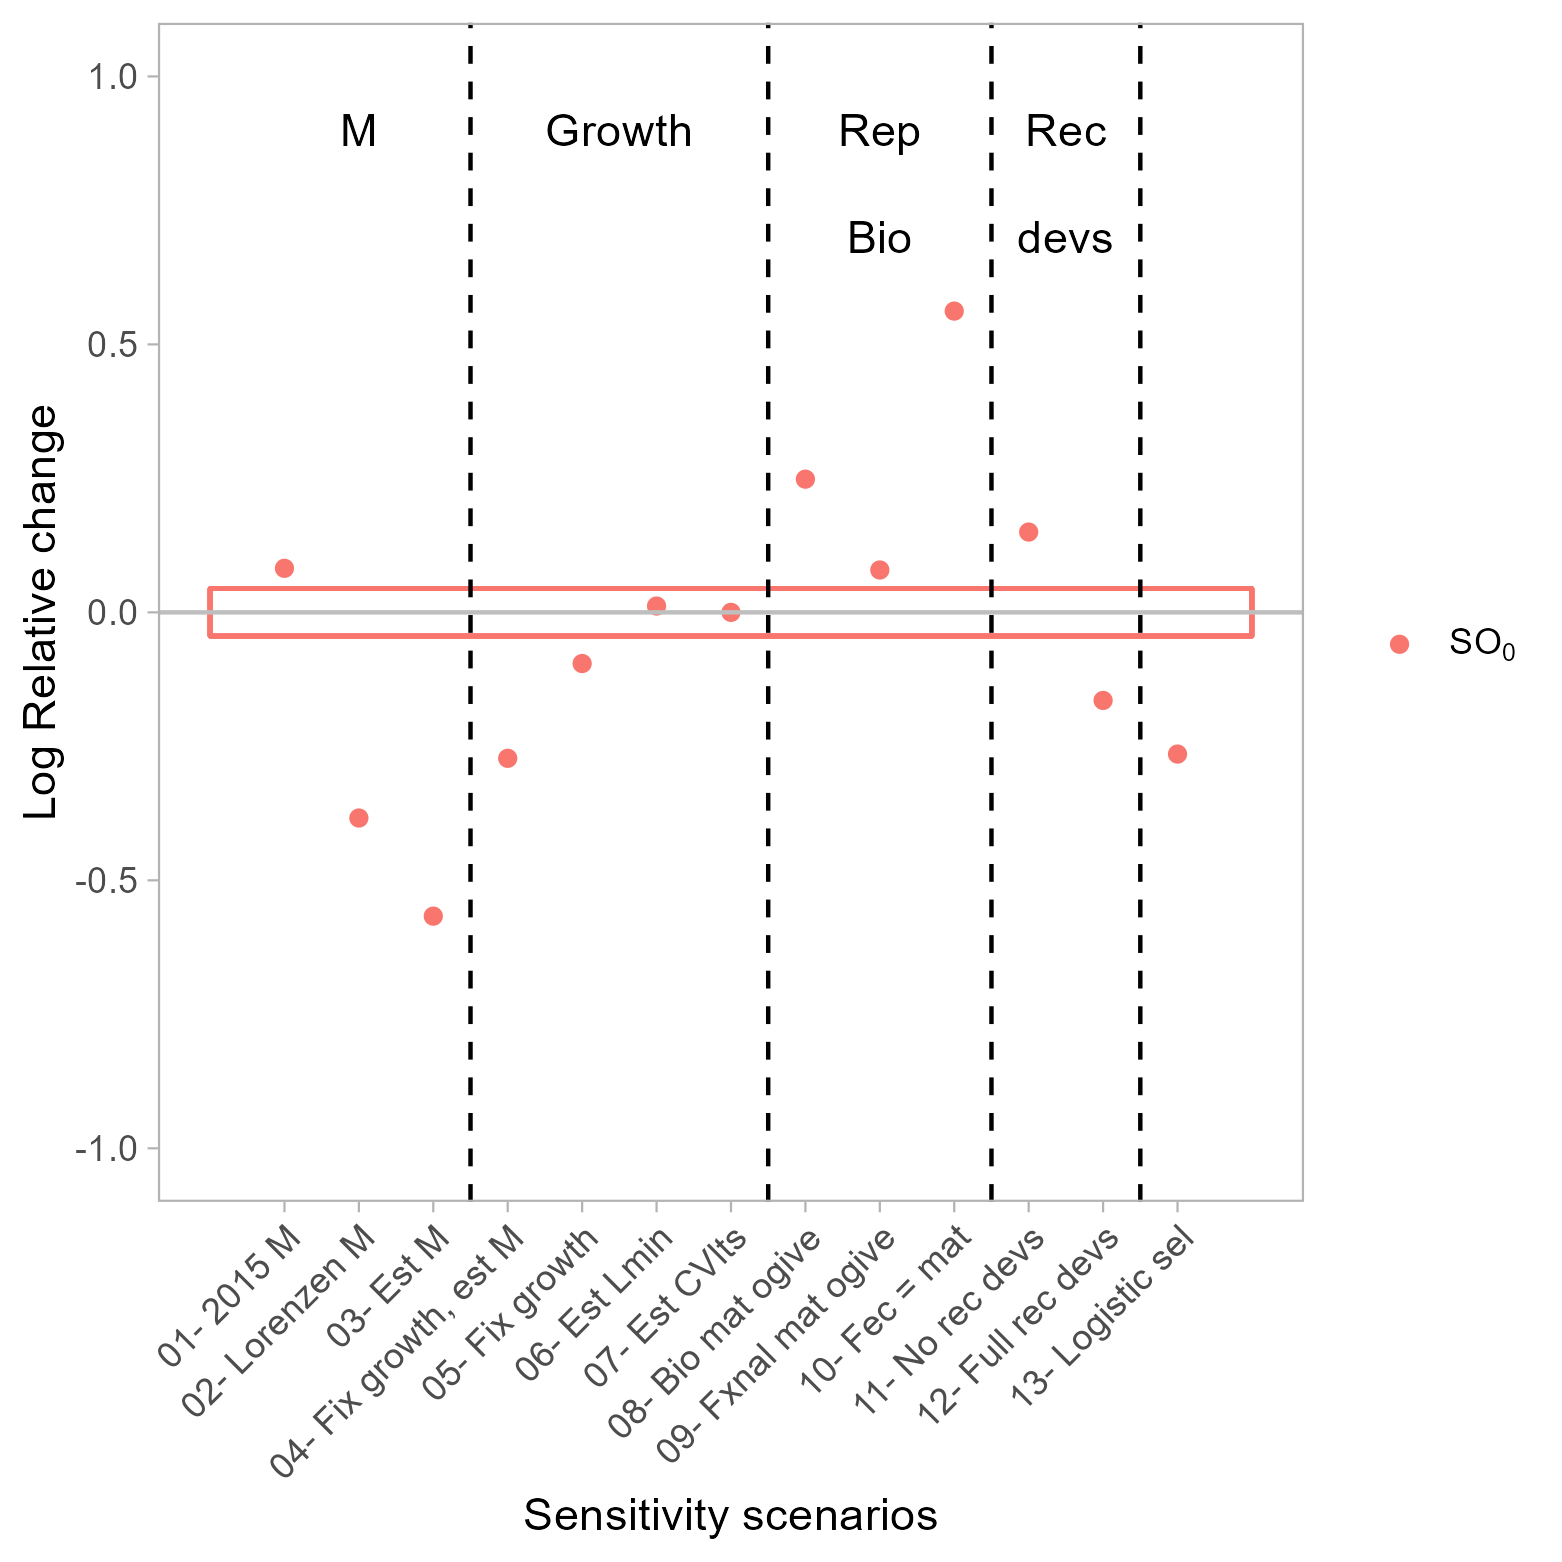 1.0
0.5
0.0
-0.5
-1.0
Log Relative change
M
Growth
Rep
Bio
Rec
devs
SO₀
01- 2015 M
02- Lorenzen M
03- Est M
04- Fix growth, est M
05- Fix growth
06- Est Lmin
07- Est CVlts
08- Bio mat ogive
09- Fxnal mat ogive
10- Fec = mat
11- No rec devs
12- Full rec devs
13- Logistic sel
Sensitivity scenarios